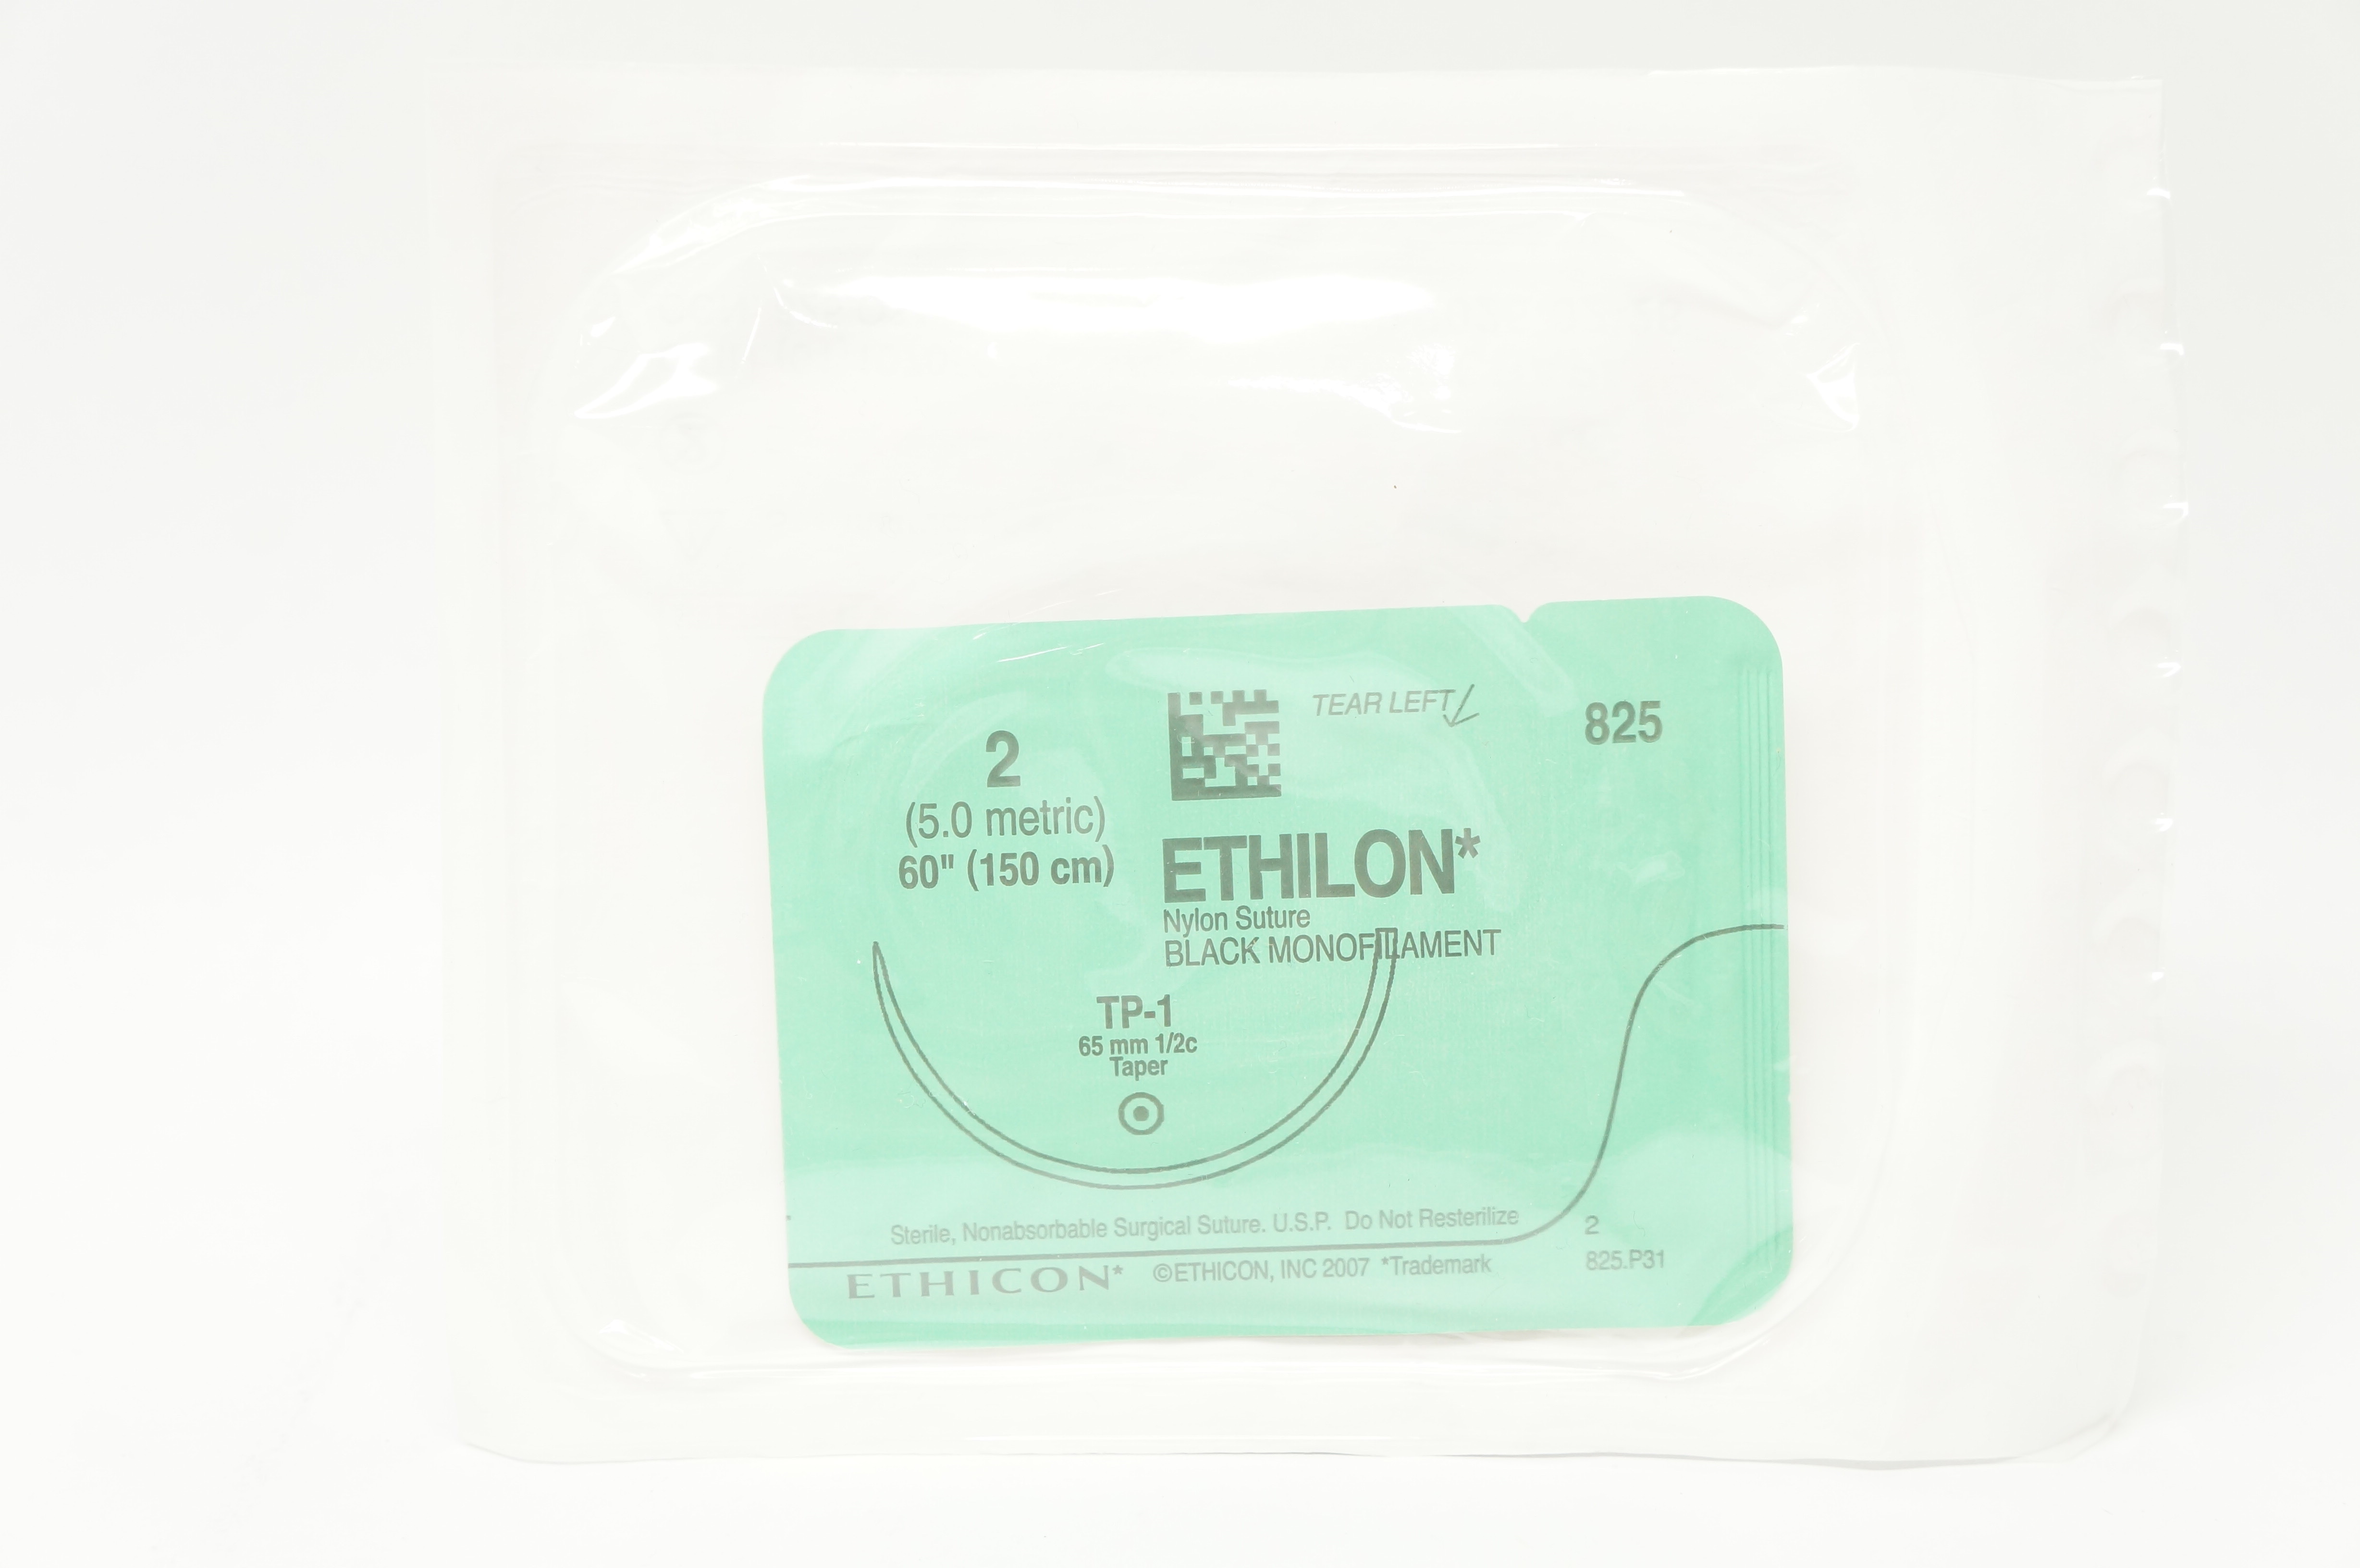 TEAR LEFT
825
2
(5.0 metric)
60" (150 cm)
ETHILON*
Nylon Suture
BLACK MONOFILAMENT
TP-1
65 mm 1/2c
Taper
Sterile, Nonabsorbable Surgical Suture. U.S.P. Do Not Resterilize
2
ETHICON* ©ETHICON, INC 2007 *Trademark
825.P31